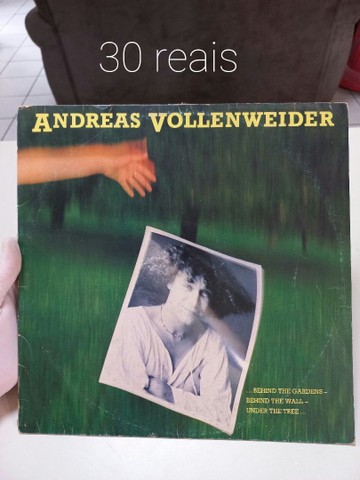 30 reais
ANDREAS VOLLENWEIDER
...BEHIND THE GARDENS–
BEHIND THE WALL–
UNDER THE TREE...